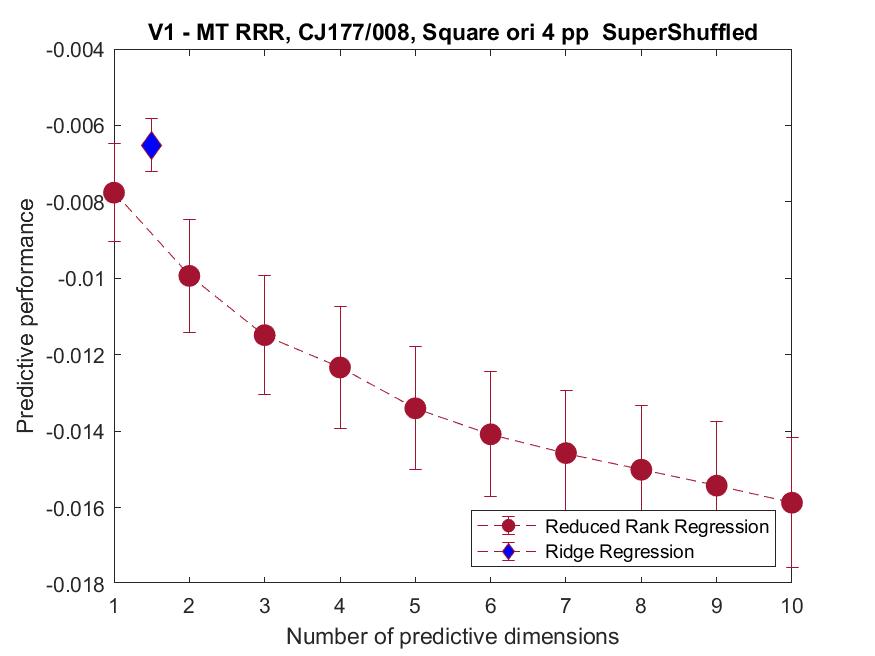 V1 - MT RRR, CJ177/008, Square ori 4 pp  SuperShuffled
-0.004
-0.006
-0.008
-0.01
-0.012
-0.014
-0.016
-0.018
Predictive performance
1 2 3 4 5 6 7 8 9 10
Number of predictive dimensions
Reduced Rank Regression
Ridge Regression